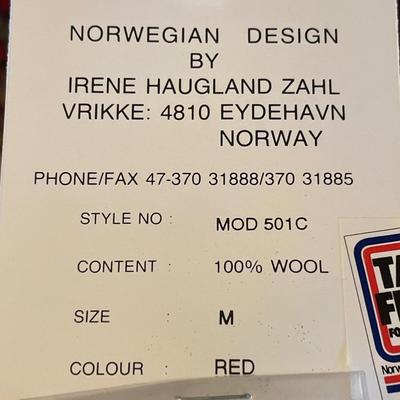 NORWEGIAN DESIGN
BY
IRENE HAUGLAND ZAHL
VRIKKE: 4810 EYDEHAVN
NORWAY
PHONE/FAX 47-370 31888/370 31885
STYLE NO : MOD 501C
CONTENT : 100% WOOL
SIZE : M
COLOUR : RED